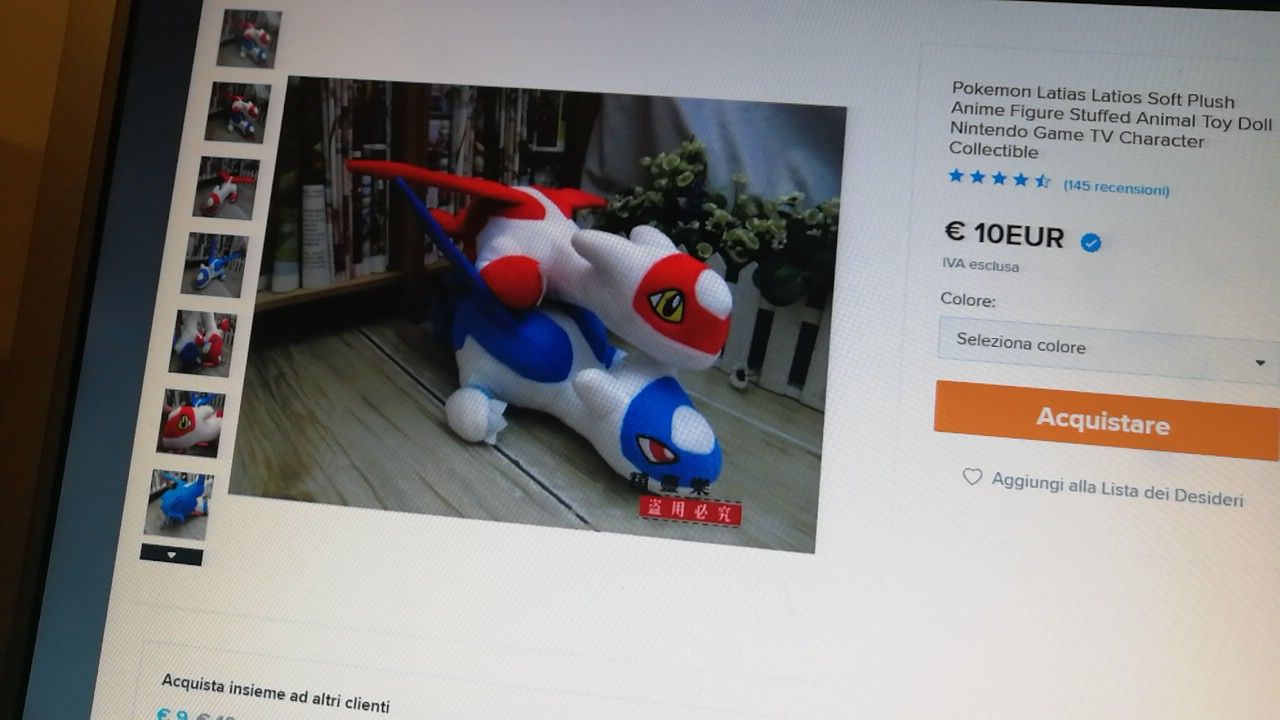 Pokemon Latias Latios Soft Plush
Anime Figure Stuffed Animal Toy Doll
Nintendo Game TV Character
Collectible
(145 recensioni)
€ 10EUR
IVA esclusa
Colore:
Seleziona colore
Acquistare
Aggiungi alla Lista dei Desideri
盗用必究
Acquista insieme ad altri clienti
€ 9